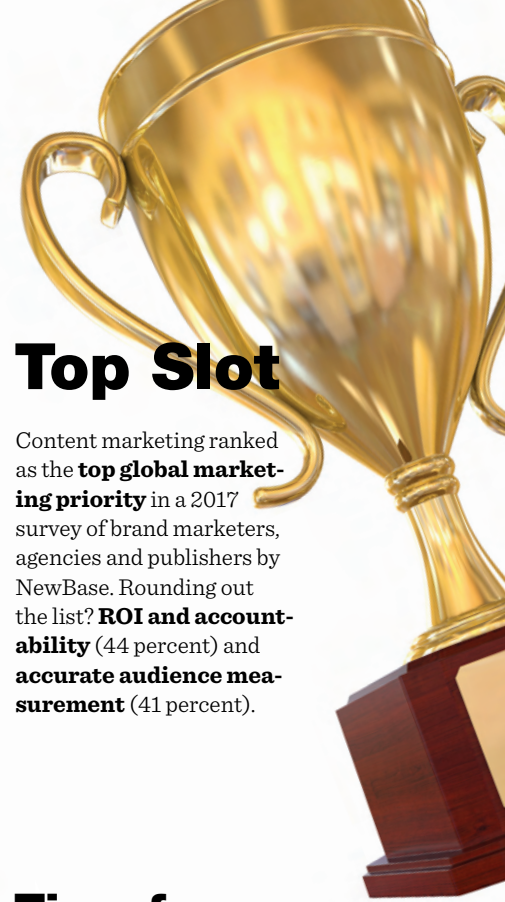 Top Slot
Content marketing ranked
as the top global market-
ing priority in a 2017
survey of brand marketers,
agencies and publishers by
NewBase. Rounding out
the list? ROI and account-
ability (44 percent) and
accurate audience mea-
surement (41 percent).